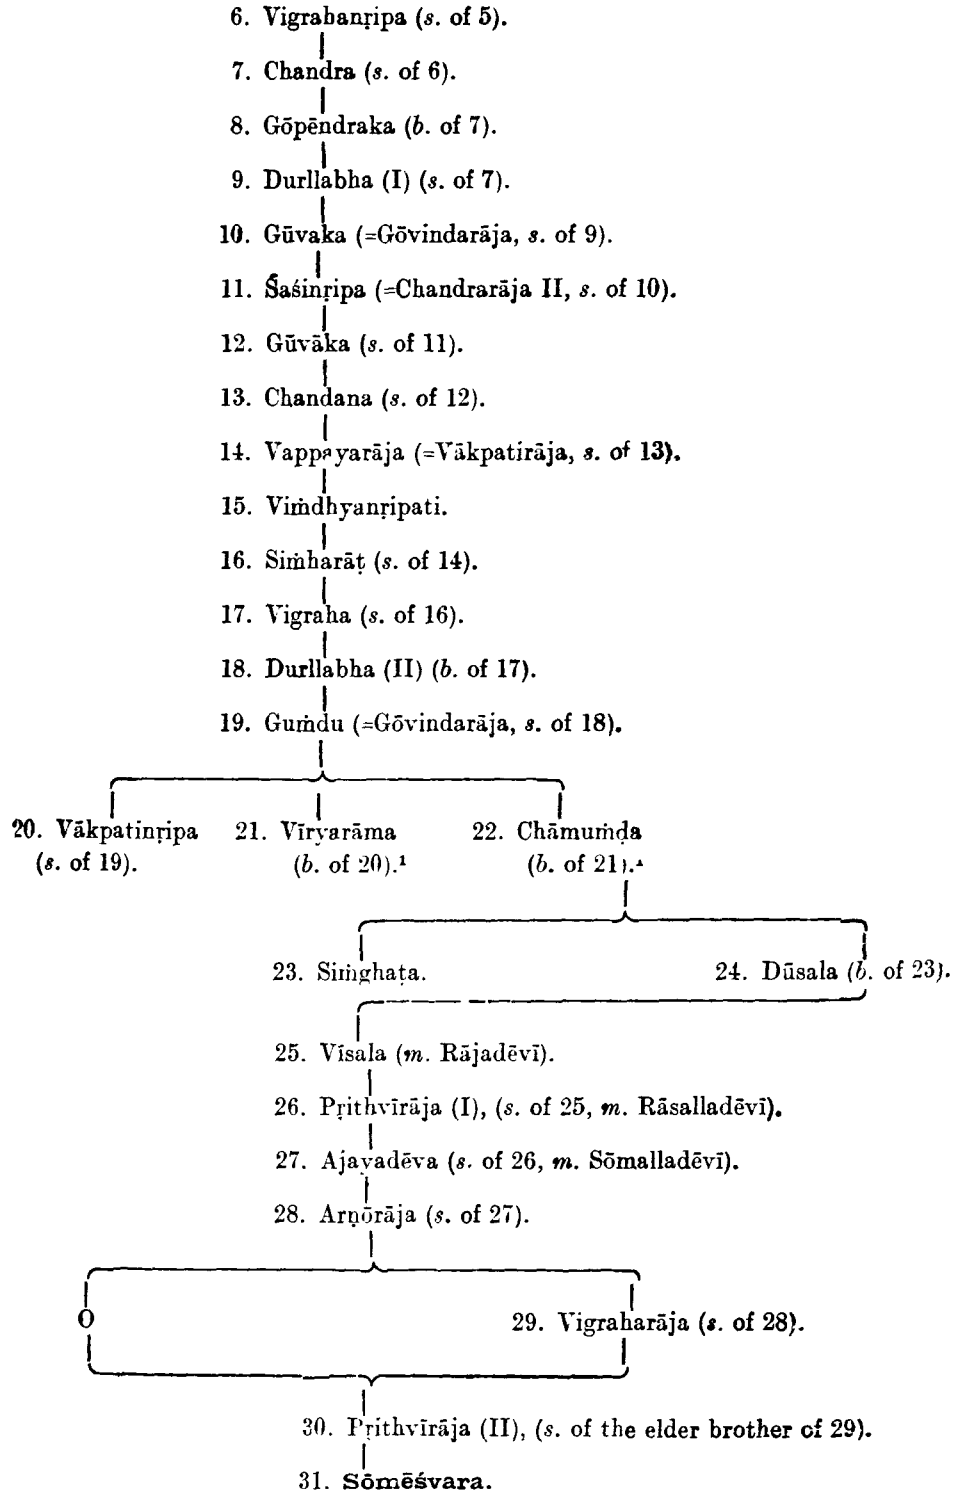 6. Vigrahanṛipa (s. of 5).
7. Chandra (s. of 6).
8. Gōpēndraka (b. of 7).
9. Durllabha (I) (s. of 7).
10. Gūvaka (=Gōvindarāja, s. of 9).
11. Śaśinṛipa (=Chandrarāja II, s. of 10).
12. Gūvāka (s. of 11).
13. Chandana (s. of 12).
14. Vappayarāja (=Vākpatirāja, s. of 13).
15. Viṁdhyanṛipati.
16. Siṁharāṭ (s. of 14).
17. Vigraha (s. of 16).
18. Durllabha (II) (b. of 17).
19. Guṁdu (=Gōvindarāja, s. of 18).
20. Vākpatinṛipa 21. Vīryarāma 22. Chāmuṁḍa
(s. of 19). (b. of 20).¹ (b. of 21).
23. Siṁghaṭa. 24. Dūsala (b. of 23).
25. Vīsala (m. Rājadēvī).
26. Pṛithvīrāja (I), (s. of 25, m. Rāsalladēvī).
27. Ajayadēva (s. of 26, m. Sōmalladēvī).
28. Arṇōrāja (s. of 27).
O 29. Vigraharāja (s. of 28).
30. Pṛithvīrāja (II), (s. of the elder brother of 29).
31. Sōmēśvara.